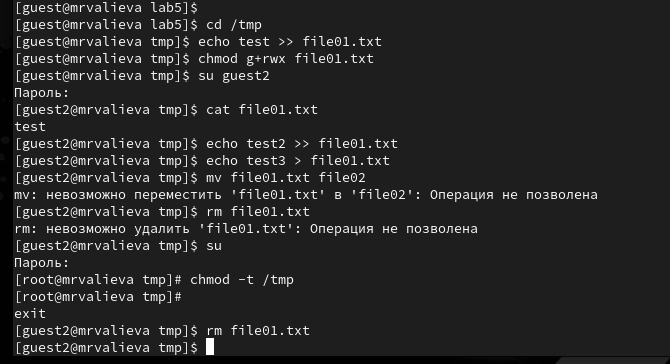 [guest@mrvalieva lab5]$
[guest@mrvalieva lab5]$ cd /tmp
[guest@mrvalieva tmp]$ echo test >> file01.txt
[guest@mrvalieva tmp]$ chmod g+rwx file01.txt
[guest@mrvalieva tmp]$ su guest2
Пароль:
[guest2@mrvalieva tmp]$ cat file01.txt
test
[guest2@mrvalieva tmp]$ echo test2 >> file01.txt
[guest2@mrvalieva tmp]$ echo test3 > file01.txt
[guest2@mrvalieva tmp]$ mv file01.txt file02
mv: невозможно переместить 'file01.txt' в 'file02': Операция не позволена
[guest2@mrvalieva tmp]$ rm file01.txt
rm: невозможно удалить 'file01.txt': Операция не позволена
[guest2@mrvalieva tmp]$ su
Пароль:
[root@mrvalieva tmp]# chmod -t /tmp
[root@mrvalieva tmp]#
exit
[guest2@mrvalieva tmp]$ rm file01.txt
[guest2@mrvalieva tmp]$